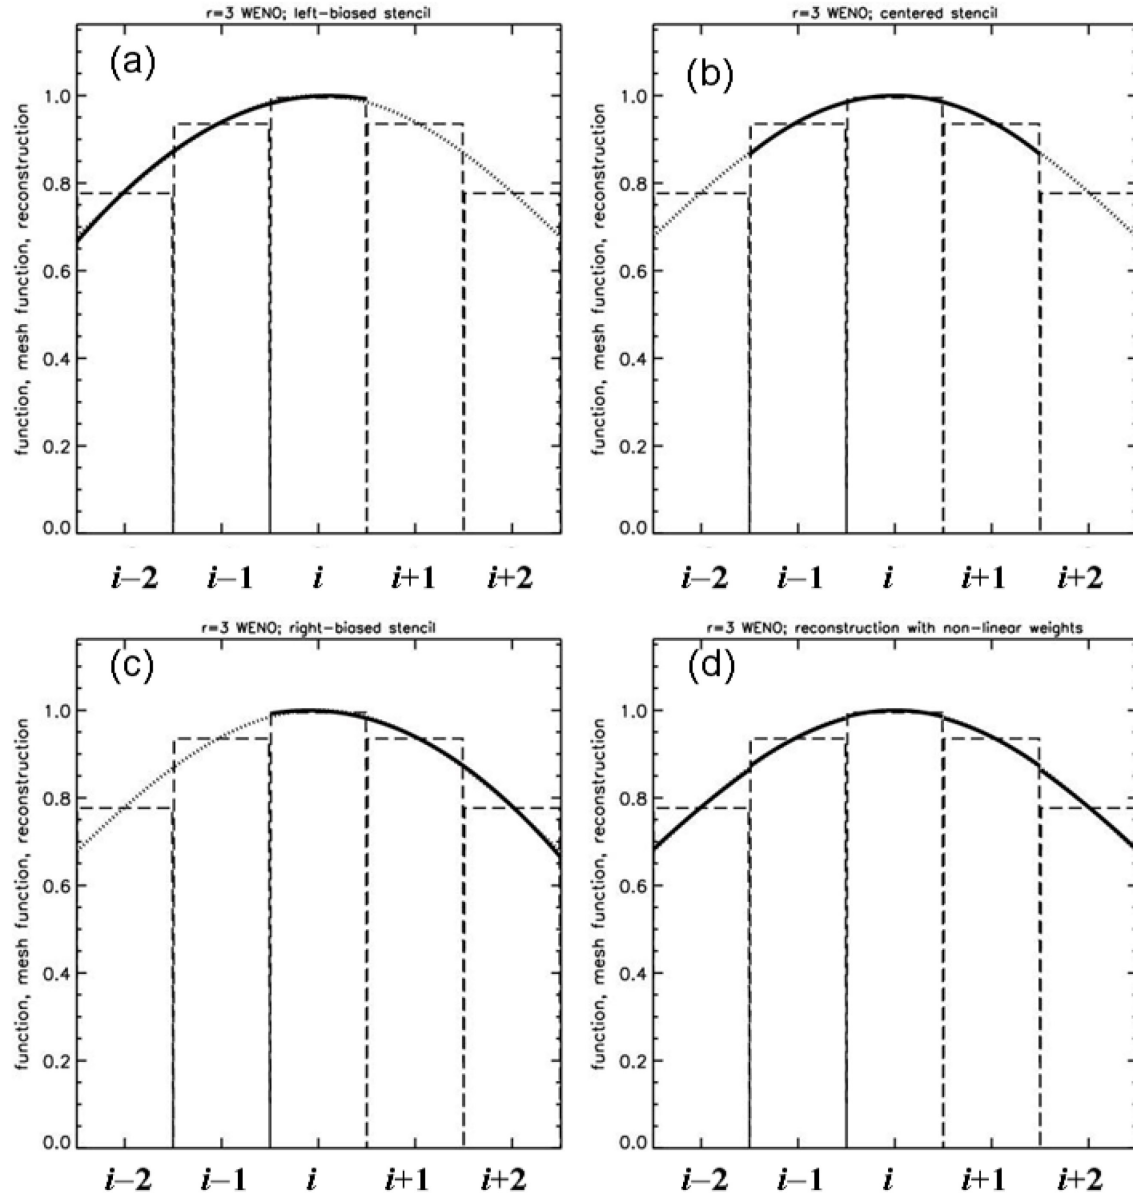 r=3 WENO; left-biased stencil
(a)
function, mesh function, reconstruction
1.0
0.8
0.6
0.4
0.2
0.0
i−2 i−1 i i+1 i+2
r=3 WENO; centered stencil
(b)
function, mesh function, reconstruction
1.0
0.8
0.6
0.4
0.2
0.0
i−2 i−1 i i+1 i+2
r=3 WENO; right-biased stencil
(c)
function, mesh function, reconstruction
1.0
0.8
0.6
0.4
0.2
0.0
i−2 i−1 i i+1 i+2
r=3 WENO; reconstruction with non-linear weights
(d)
function, mesh function, reconstruction
1.0
0.8
0.6
0.4
0.2
0.0
i−2 i−1 i i+1 i+2